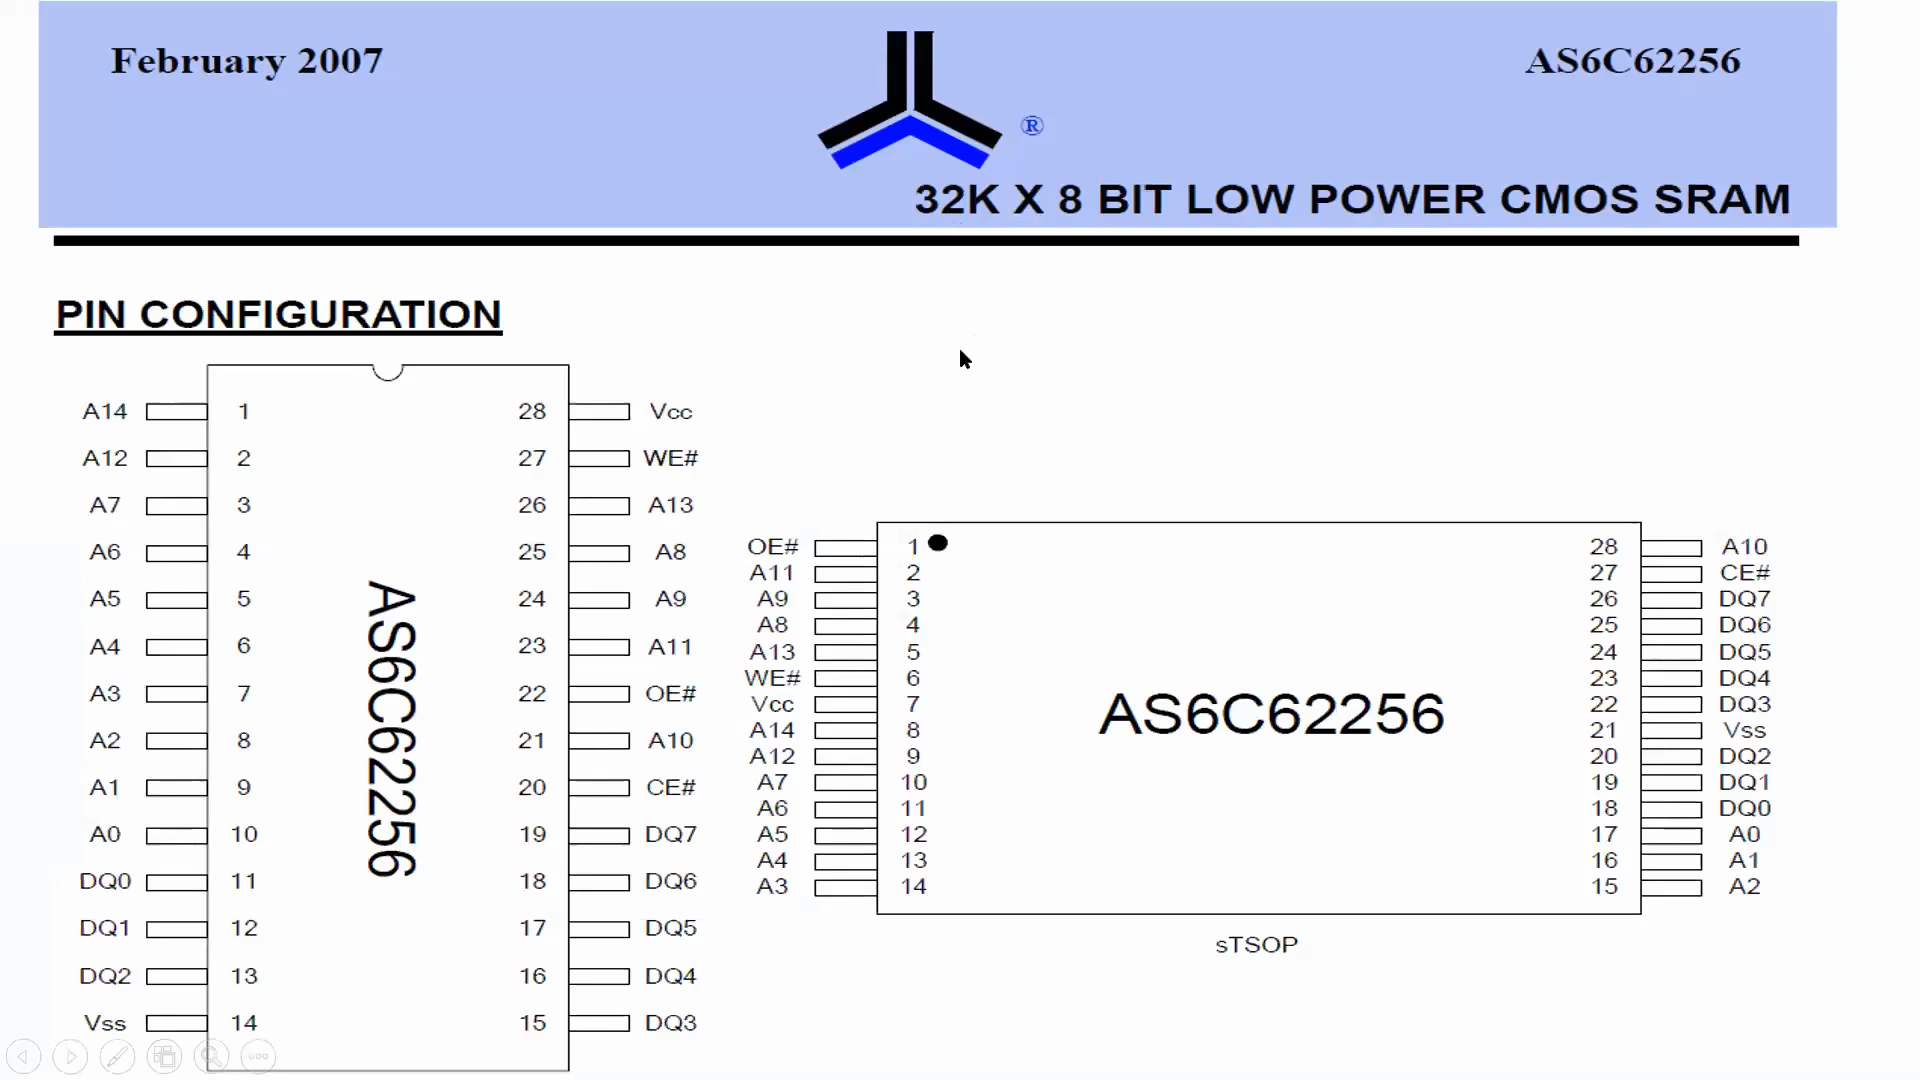 February 2007
AS6C62256
®
32K X 8 BIT LOW POWER CMOS SRAM
PIN CONFIGURATION
A14 1 28 Vcc
A12 2 27 WE#
A7 3 26 A13
A6 4 25 A8
A5 5 24 A9
A4 6 23 A11
A3 7 22 OE#
A2 8 21 A10
A1 9 20 CE#
A0 10 19 DQ7
DQ0 11 18 DQ6
DQ1 12 17 DQ5
DQ2 13 16 DQ4
Vss 14 15 DQ3
AS6C62256
OE# 1 28 A10
A11 2 27 CE#
A9 3 26 DQ7
A8 4 25 DQ6
A13 5 24 DQ5
WE# 6 23 DQ4
Vcc 7 22 DQ3
A14 8 21 Vss
A12 9 20 DQ2
A7 10 19 DQ1
A6 11 18 DQ0
A5 12 17 A0
A4 13 16 A1
A3 14 15 A2
AS6C62256
sTSOP